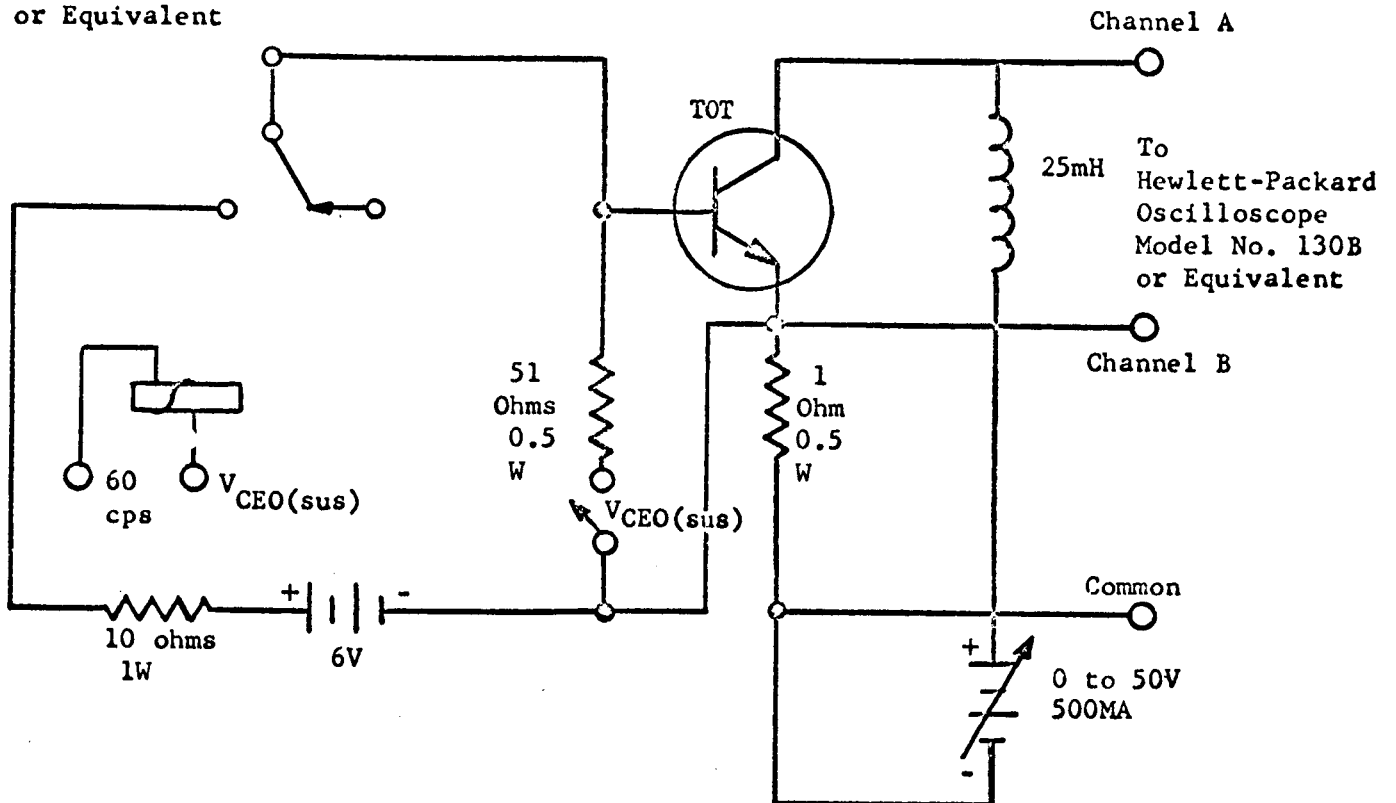 or Equivalent
Channel A
TOT
25mH
To
Hewlett-Packard
Oscilloscope
Model No. 130B
or Equivalent
Channel B
51
Ohms
0.5
W
1
Ohm
0.5
W
60
cps
VCEO(sus)
VCEO(sus)
Common
+
-
10 ohms
1W
6V
+
0 to 50V
500MA
-